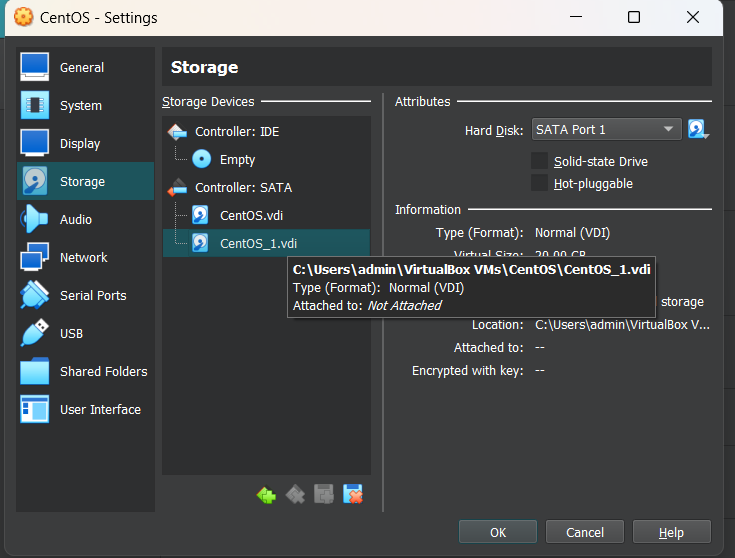 CentOS - Settings
General
System
Display
Storage
Audio
Network
Serial Ports
USB
Shared Folders
User Interface
Storage
Storage Devices
Controller: IDE
Empty
Controller: SATA
CentOS.vdi
CentOS_1.vdi
Attributes
Hard Disk: SATA Port 1
Solid-state Drive
Hot-pluggable
Information
Type (Format): Normal (VDI)
Virtual Size: 20.00 GB
C:\Users\admin\VirtualBox VMs\CentOS\CentOS_1.vdi
Type (Format): Normal (VDI)
Attached to: Not Attached
storage
Location: C:\Users\admin\VirtualBox V...
Attached to: --
Encrypted with key: --
OK
Cancel
Help